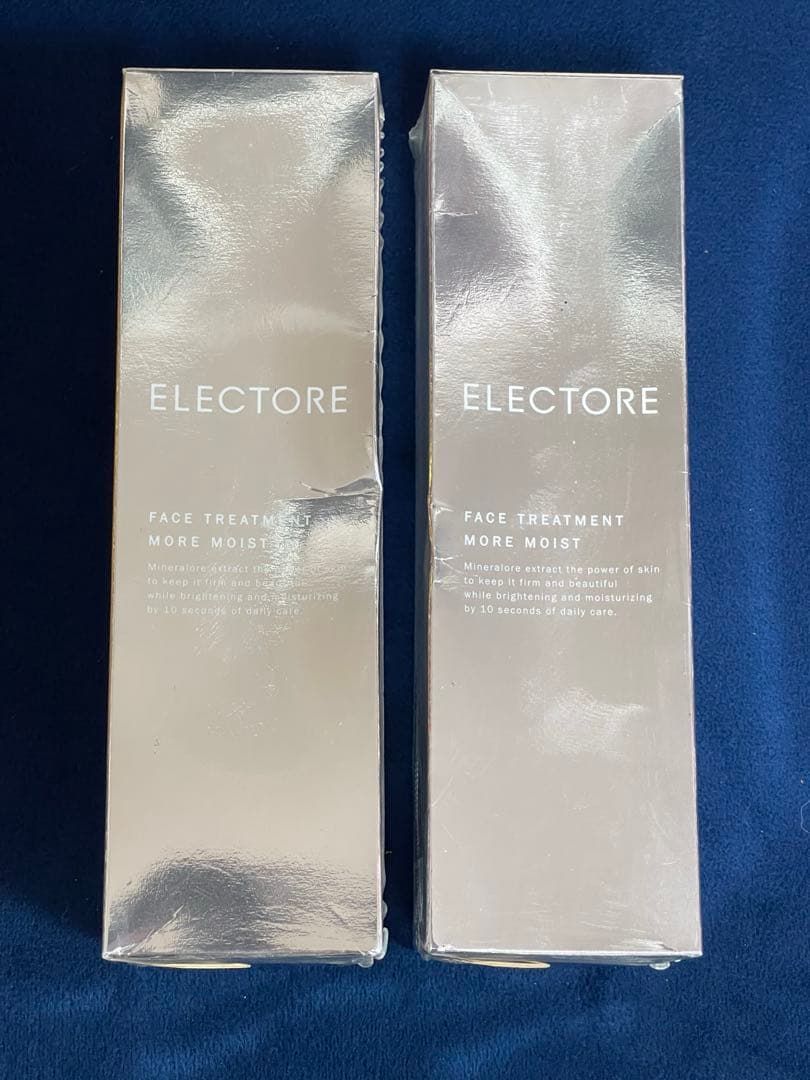 ELECTORE
FACE TREATMENT
MORE MOIST
Mineralore extract the power of skin
to keep it firm and beautiful
while brightening and moisturizing
by 10 seconds of daily care.
ELECTORE
FACE TREATMENT
MORE MOIST
Mineralore extract the power of skin
to keep it firm and beautiful
while brightening and moisturizing
by 10 seconds of daily care.